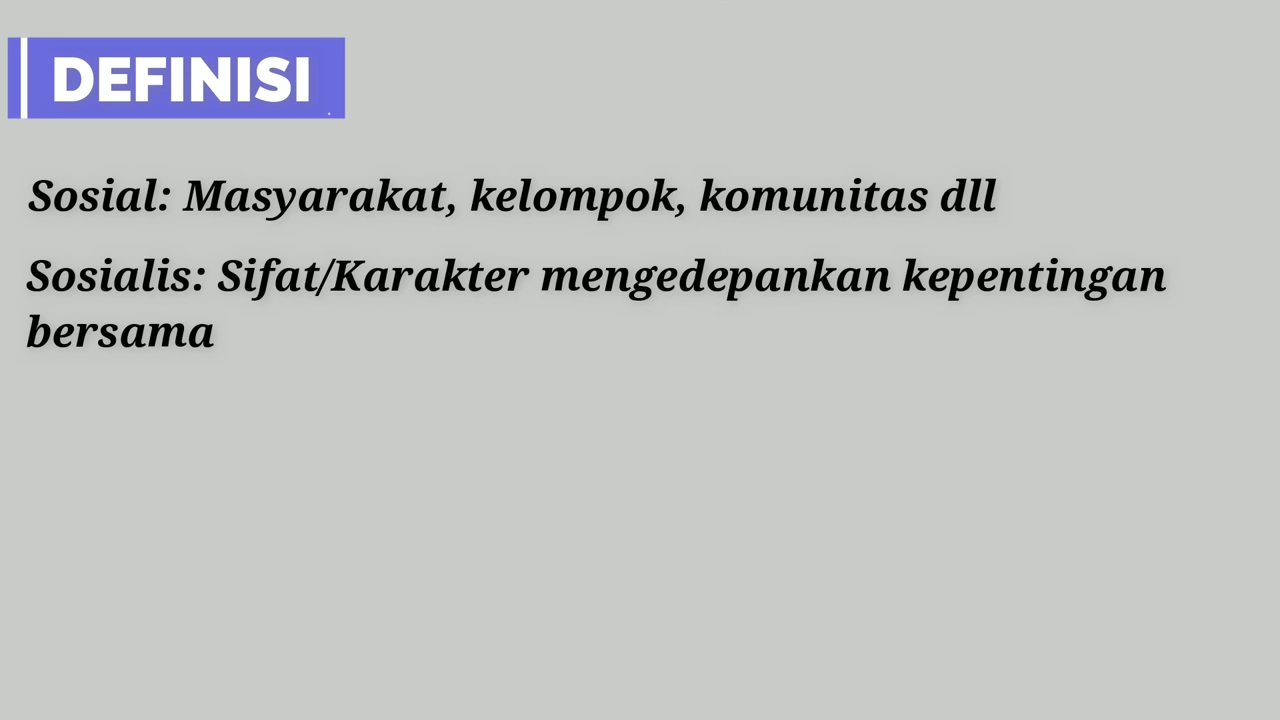 DEFINISI
Sosial: Masyarakat, kelompok, komunitas dll
Sosialis: Sifat/Karakter mengedepankan kepentingan
bersama